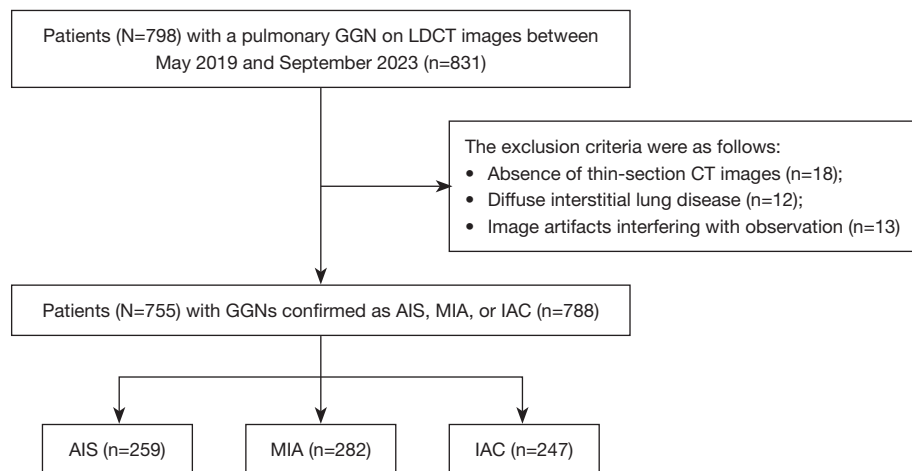 Patients (N=798) with a pulmonary GGN on LDCT images between
May 2019 and September 2023 (n=831)
The exclusion criteria were as follows:
• Absence of thin-section CT images (n=18);
• Diffuse interstitial lung disease (n=12);
• Image artifacts interfering with observation (n=13)
Patients (N=755) with GGNs confirmed as AIS, MIA, or IAC (n=788)
AIS (n=259)
MIA (n=282)
IAC (n=247)